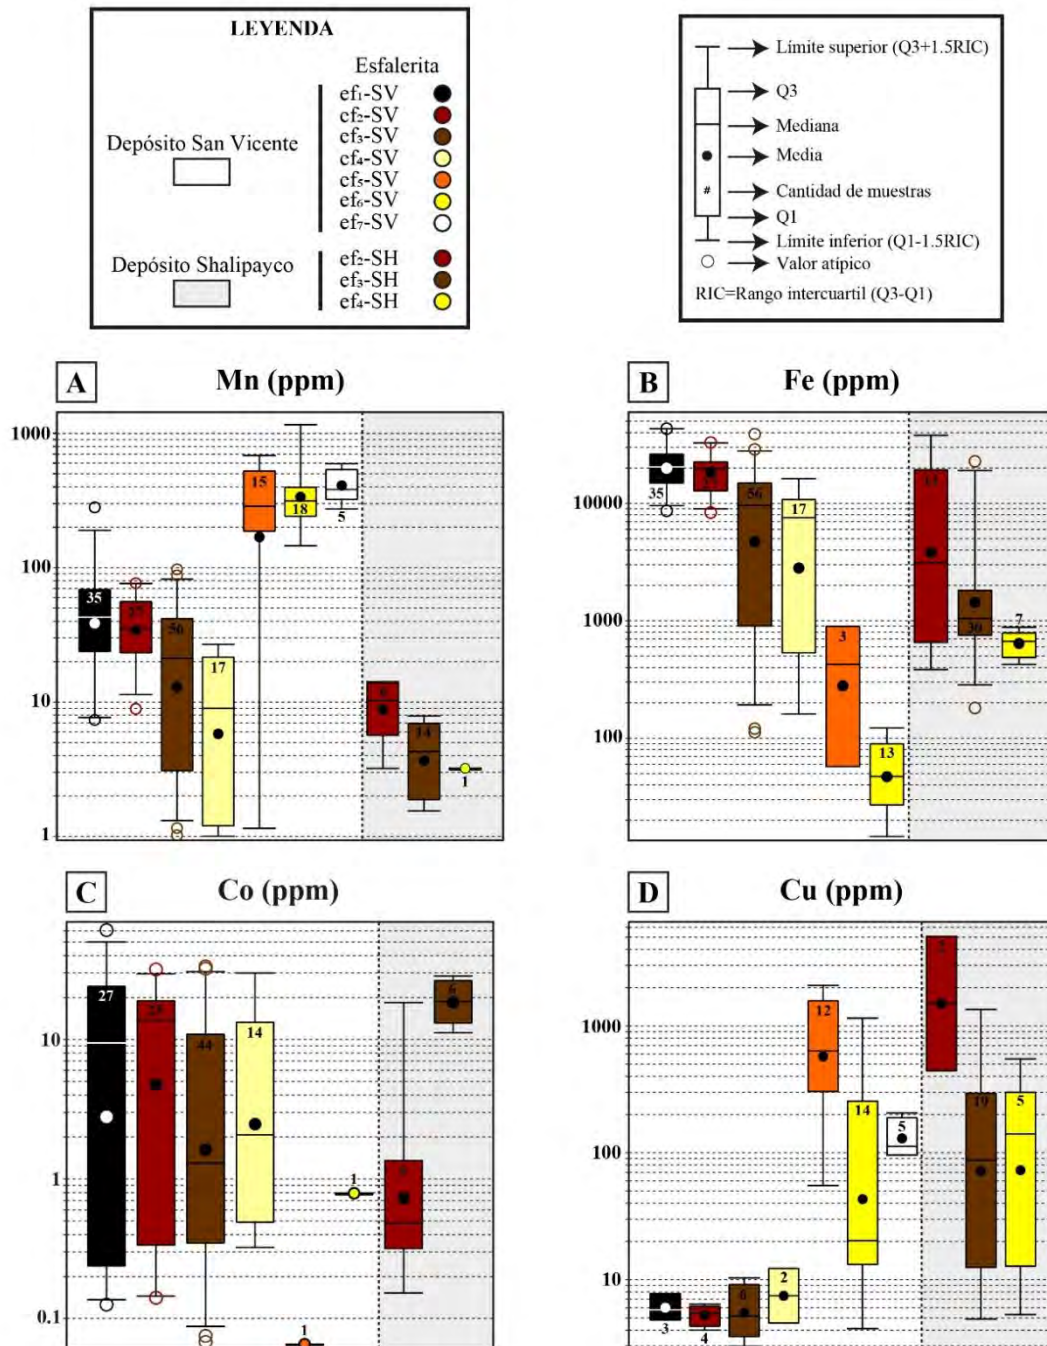 LEYENDA
Esfalerita
Depósito San Vicente
ef₁-SV
ef₂-SV
ef₃-SV
ef₄-SV
ef₅-SV
ef₆-SV
ef₇-SV
Depósito Shalipayco
ef₂-SH
ef₃-SH
ef₄-SH
Límite superior (Q3+1.5RIC)
Q3
Mediana
Media
#
Cantidad de muestras
Q1
Límite inferior (Q1-1.5RIC)
Valor atípico
RIC=Rango intercuartil (Q3-Q1)
A
Mn (ppm)
1000
100
10
1
35
56
17
15
18
5
14
1
B
Fe (ppm)
10000
1000
100
35
56
17
3
13
11
36
7
C
Co (ppm)
10
1
0.1
27
44
14
1
1
6
D
Cu (ppm)
1000
100
10
3
4
6
2
12
14
5
2
19
5